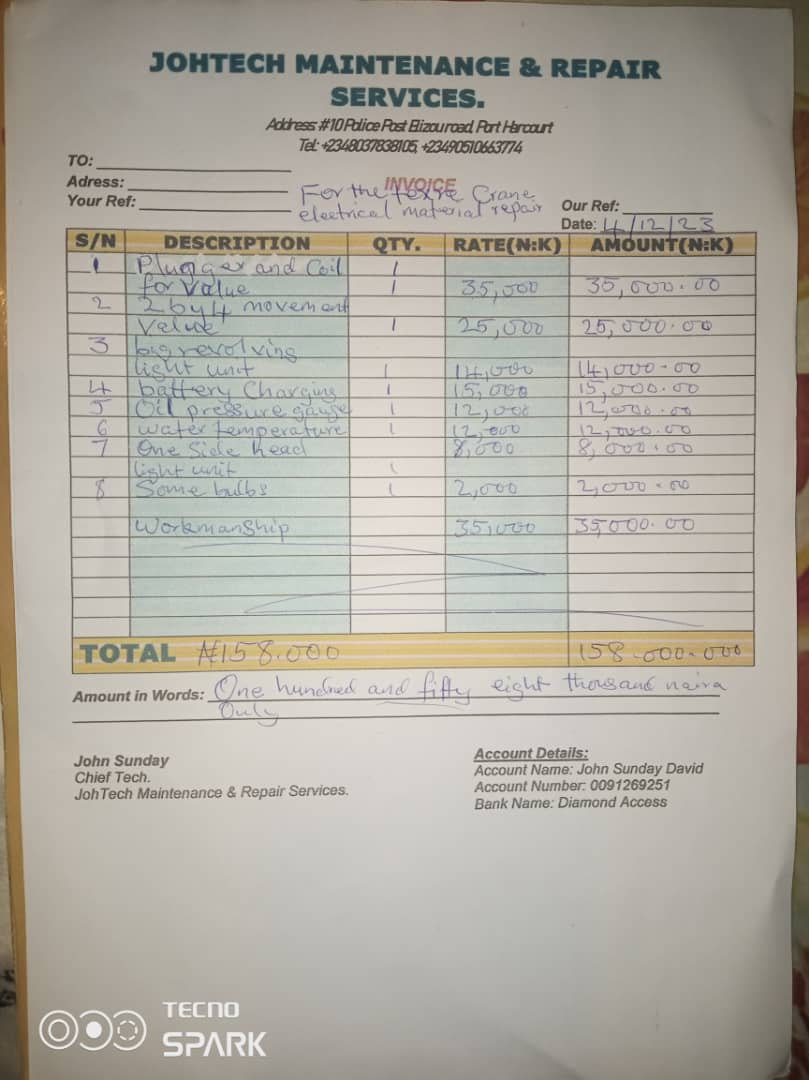 JOHTECH MAINTENANCE & REPAIR
SERVICES.
Address: #10 Police Post Elizou road, Port Harcourt
Tel: +2348037838105, +23490510663774
TO:
Adress:
INVOICE
Your Ref:
For the Crane
electrical material repair
Our Ref:
Date: 4/12/23
S/N DESCRIPTION QTY. RATE(N:K) AMOUNT(N:K)
1 Plugger and Coil 1
for Value 1 35,000 35,000.00
2 2 by 4 movement
Value 1 25,000 25,000.00
3 big revolving
light unit 1 14,000 14,000-00
4 battery Charging 1 15,000 15,000.00
5 Oil pressure gauge 1 12,000 12,000.00
6 water temperature 1 12,000 12,000.00
7 One Side head 8,000 8,000.00
light unit 1
8 Some bulbs 1 2,000 2,000.00
Workmanship 35,000 35000.00
TOTAL ₦158.000 158-000.000
Amount in Words: One hundred and fifty eight thousand naira
Only
John Sunday
Chief Tech.
JohTech Maintenance & Repair Services.
Account Details:
Account Name: John Sunday David
Account Number: 0091269251
Bank Name: Diamond Access
TECNO
SPARK